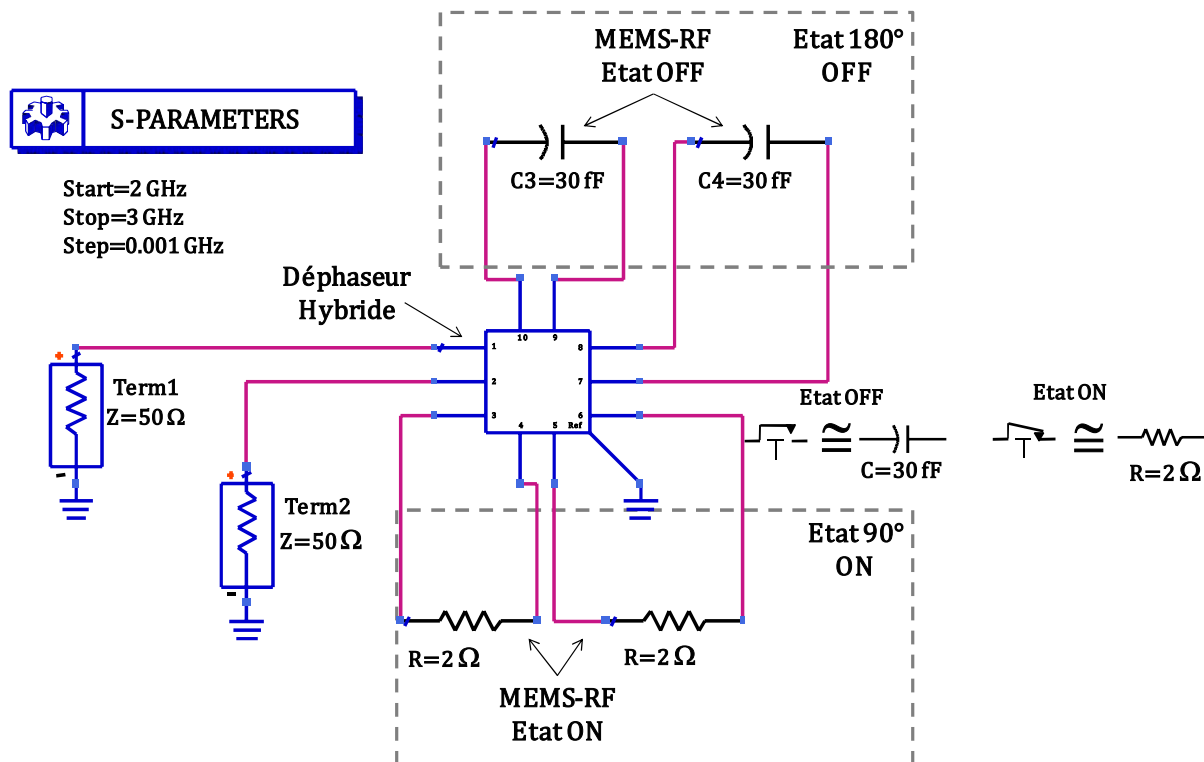 MEMS-RF
Etat OFF
Etat 180°
OFF
S-PARAMETERS
C3=30 fF
C4=30 fF
Start=2 GHz
Stop=3 GHz
Step=0.001 GHz
Déphaseur
Hybride
10
9
1
8
2
7
3
6
4
5
Ref
+
Term1
Z=50 Ω
-
Etat OFF
Etat ON
≅
C=30 fF
≅
R=2 Ω
+
Term2
Z=50 Ω
-
Etat 90°
ON
R=2 Ω
R=2 Ω
MEMS-RF
Etat ON